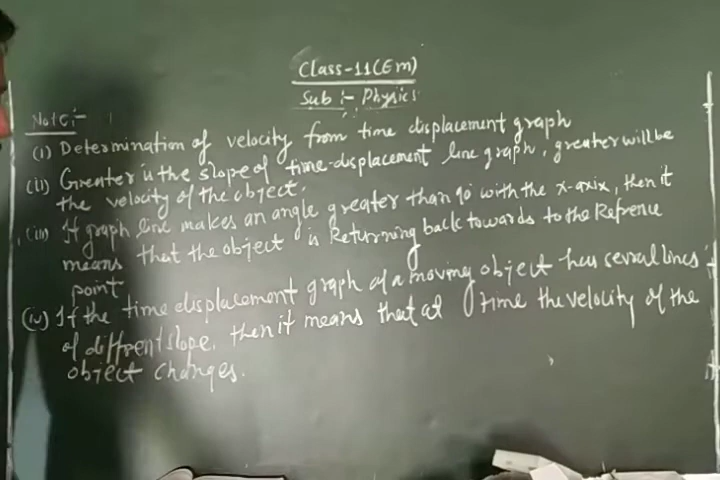 Class-11(Em)
Sub :- Physics
Note:-
(i) Determination of velocity from time displacement graph
(ii) Greater is the slope of time-displacement line graph, greater will be
the velocity of the object.
(iii) If graph line makes an angle greater than 90° with the x-axix, then it
means that the object is Returning back towards to the Refrence
point
(iv) If the time displacement graph of a moving object has sevral lines
of diffrent slope, then it means that at time the velocity of the
object changes.